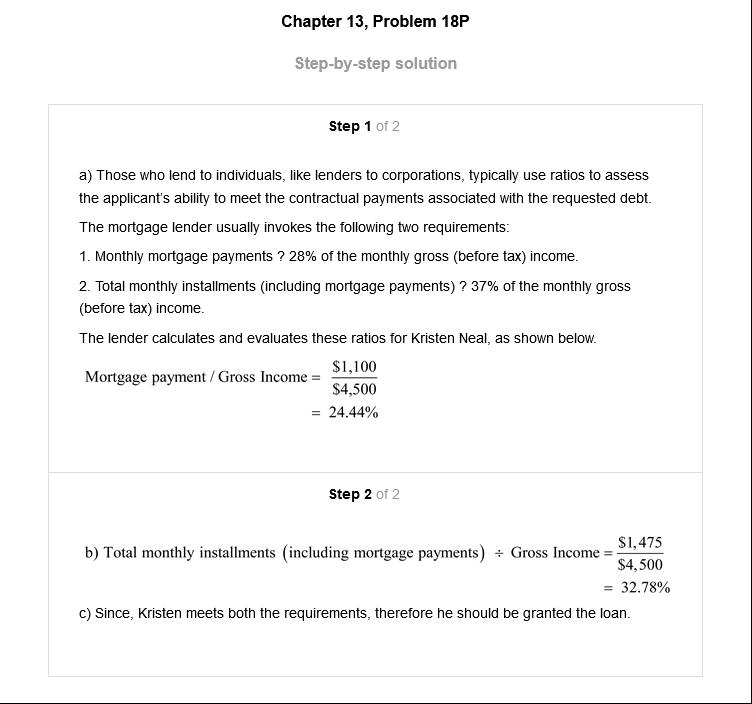 Chapter 13, Problem 18P
Step-by-step solution
Step 1 of 2
a) Those who lend to individuals, like lenders to corporations, typically use ratios to assess
the applicant's ability to meet the contractual payments associated with the requested debt.
The mortgage lender usually invokes the following two requirements:
1. Monthly mortgage payments ? 28% of the monthly gross (before tax) income.
2. Total monthly installments (including mortgage payments) ? 37% of the monthly gross
(before tax) income.
The lender calculates and evaluates these ratios for Kristen Neal, as shown below.
Mortgage payment / Gross Income = $1,100 / $4,500
= 24.44%
Step 2 of 2
b) Total monthly installments (including mortgage payments) ÷ Gross Income = $1,475 / $4,500
= 32.78%
c) Since, Kristen meets both the requirements, therefore he should be granted the loan.